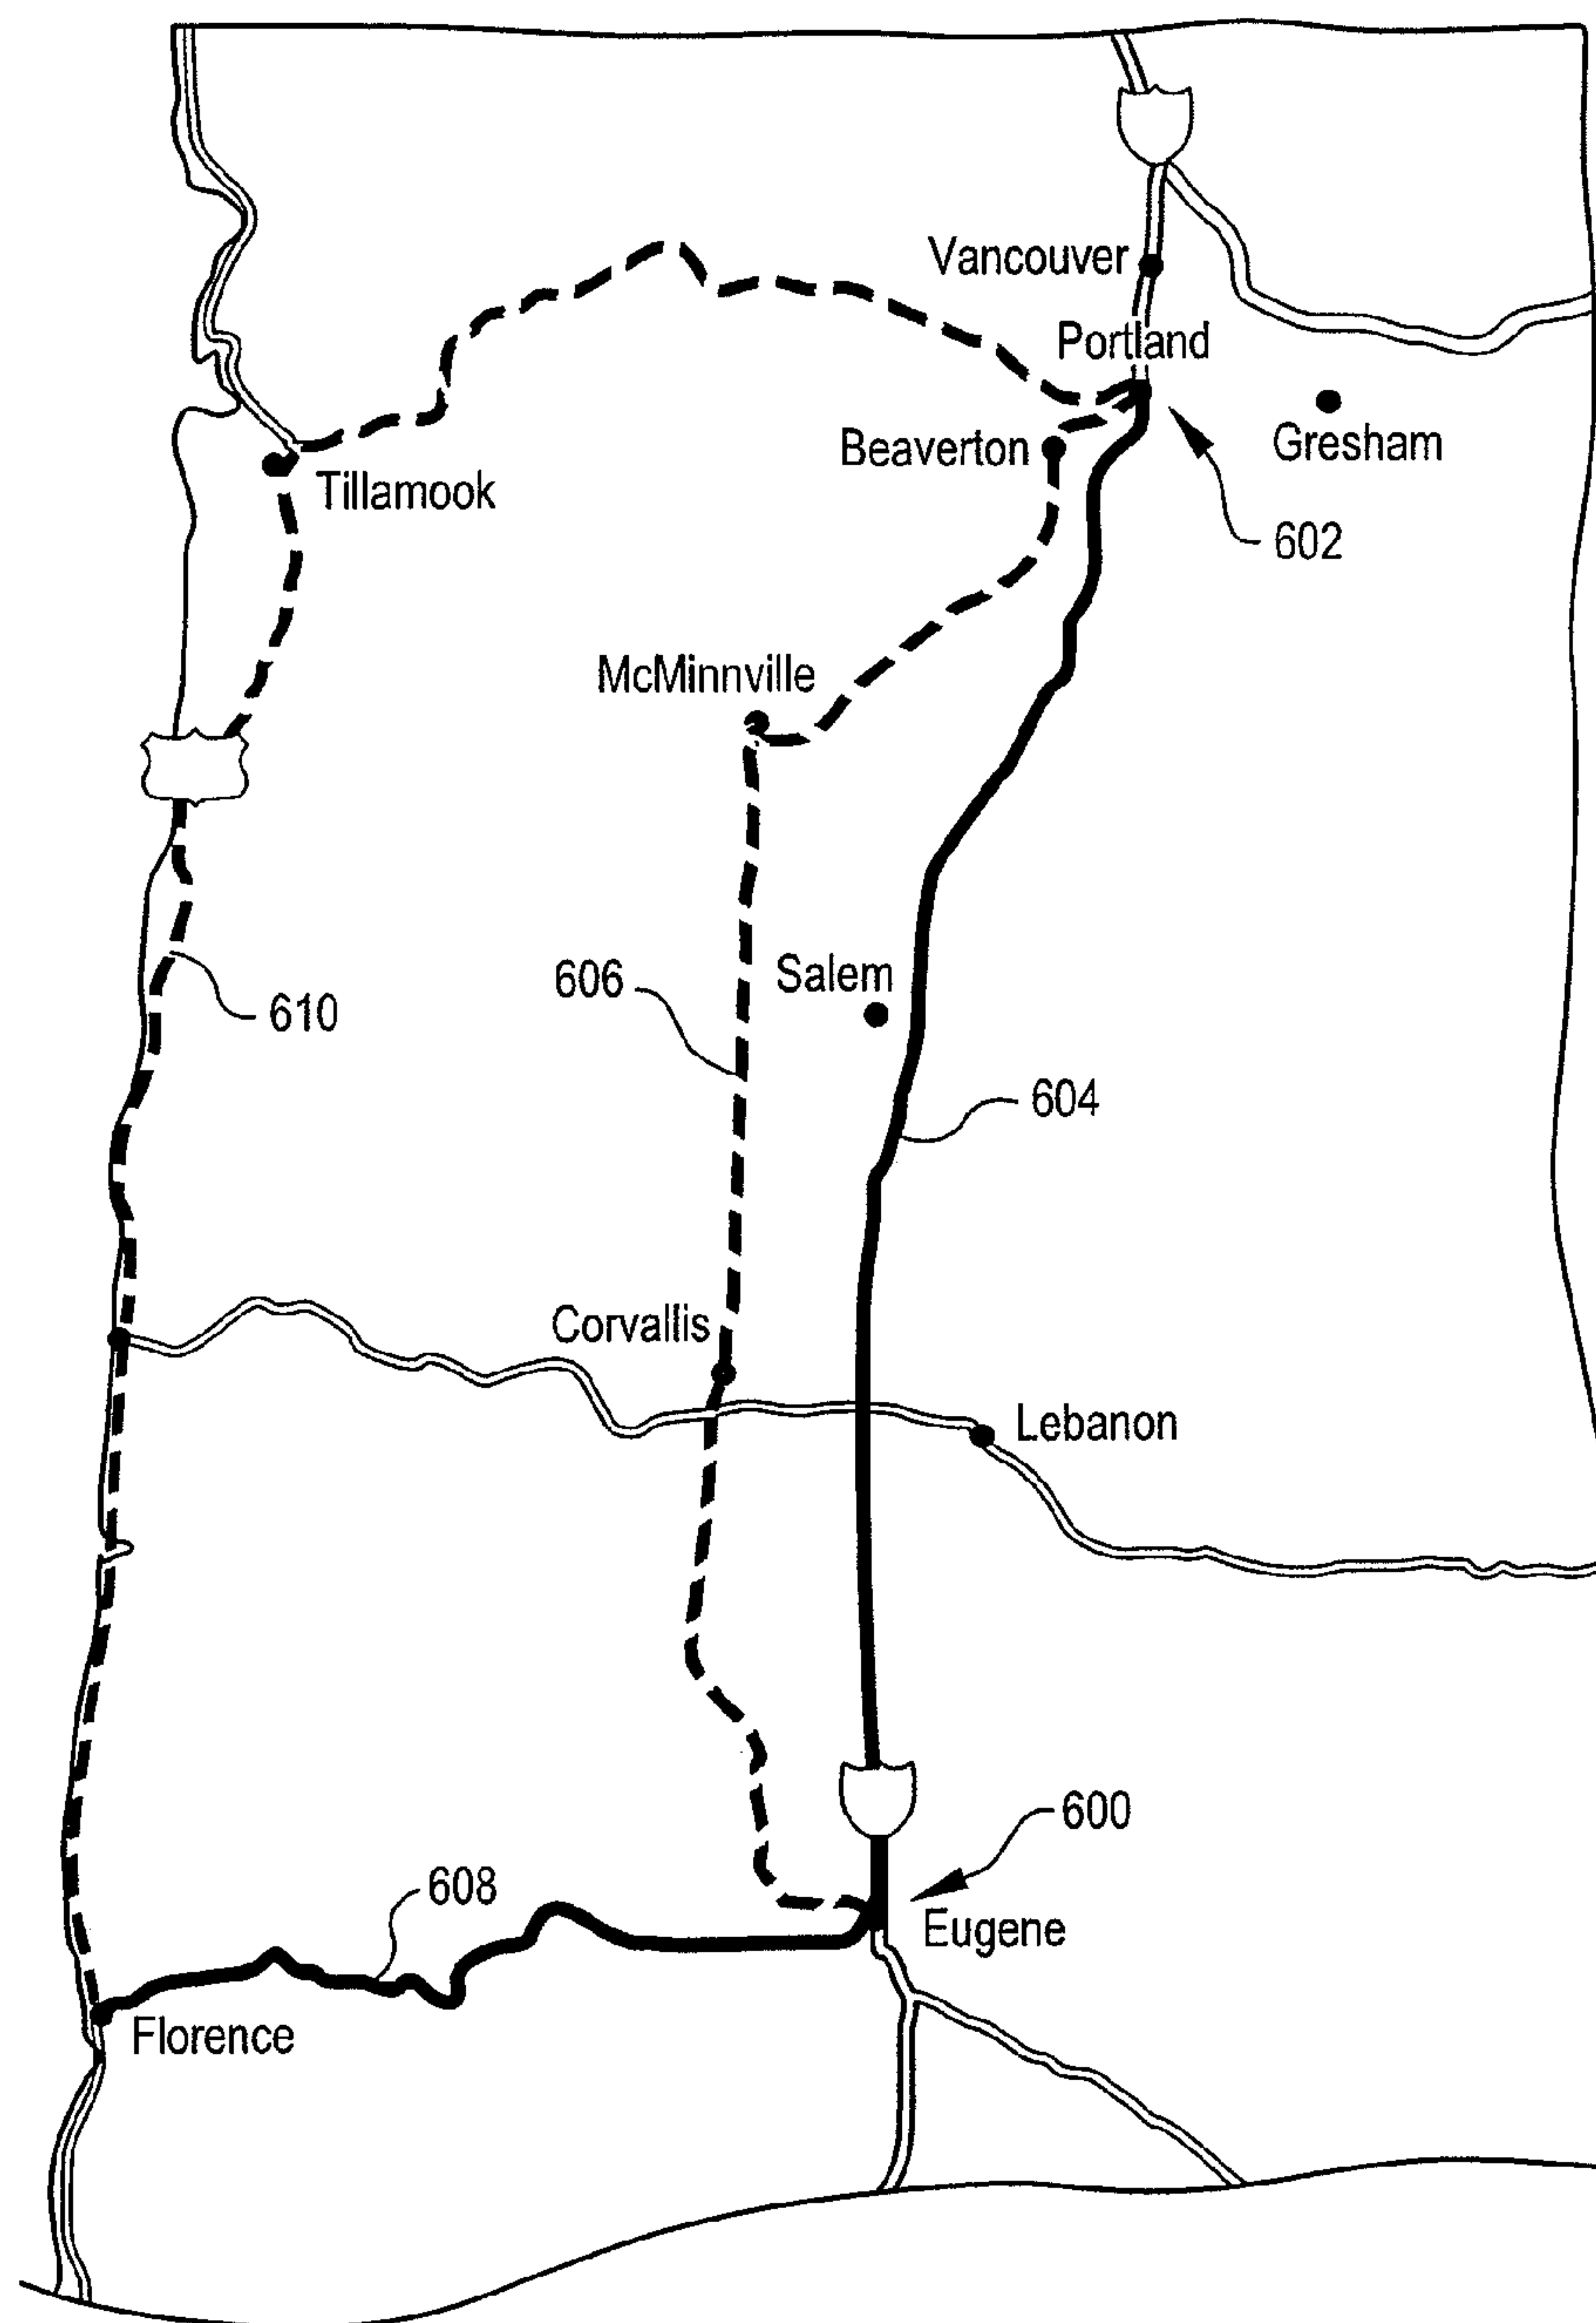 Vancouver
Portland
Beaverton
Gresham
Tillamook
602
McMinnville
606
Salem
610
604
Corvallis
Lebanon
600
608
Eugene
Florence